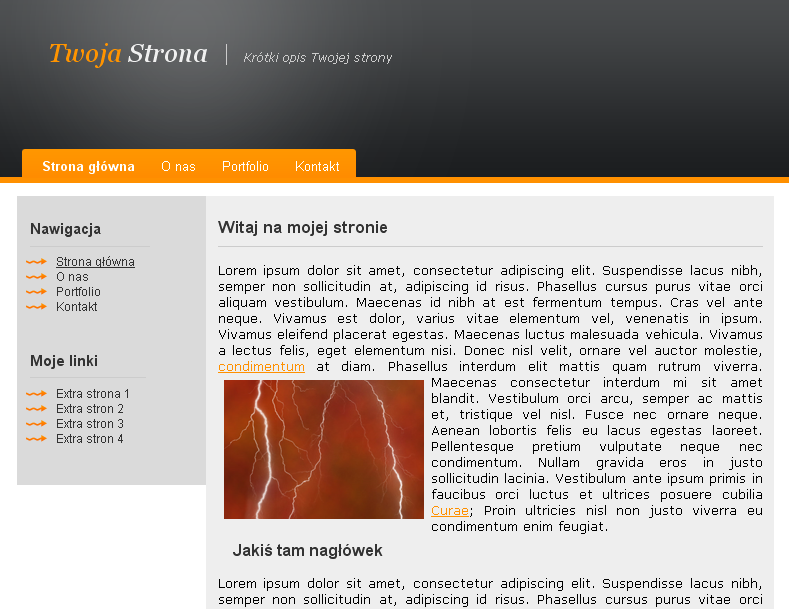 Twoja Strona | Krótki opis Twojej strony
Strona główna O nas Portfolio Kontakt
Nawigacja
Strona główna
O nas
Portfolio
Kontakt
Moje linki
Extra strona 1
Extra stron 2
Extra stron 3
Extra stron 4
Witaj na mojej stronie
Lorem ipsum dolor sit amet, consectetur adipiscing elit. Suspendisse lacus nibh,
semper non sollicitudin at, adipiscing id risus. Phasellus cursus purus vitae orci
aliquam vestibulum. Maecenas id nibh at est fermentum tempus. Cras vel ante
neque. Vivamus est dolor, varius vitae elementum vel, venenatis in ipsum.
Vivamus eleifend placerat egestas. Maecenas luctus malesuada vehicula. Vivamus
a lectus felis, eget elementum nisi. Donec nisl velit, ornare vel auctor molestie,
condimentum at diam. Phasellus interdum elit mattis quam rutrum viverra.
Maecenas consectetur interdum mi sit amet
blandit. Vestibulum orci arcu, semper ac mattis
et, tristique vel nisl. Fusce nec ornare neque.
Aenean lobortis felis eu lacus egestas laoreet.
Pellentesque pretium vulputate neque nec
condimentum. Nullam gravida eros in justo
sollicitudin lacinia. Vestibulum ante ipsum primis in
faucibus orci luctus et ultrices posuere cubilia
Curae; Proin ultricies nisl non justo viverra eu
condimentum enim feugiat.
Jakiś tam nagłówek
Lorem ipsum dolor sit amet, consectetur adipiscing elit. Suspendisse lacus nibh,
semper non sollicitudin at, adipiscing id risus. Phasellus cursus purus vitae orci